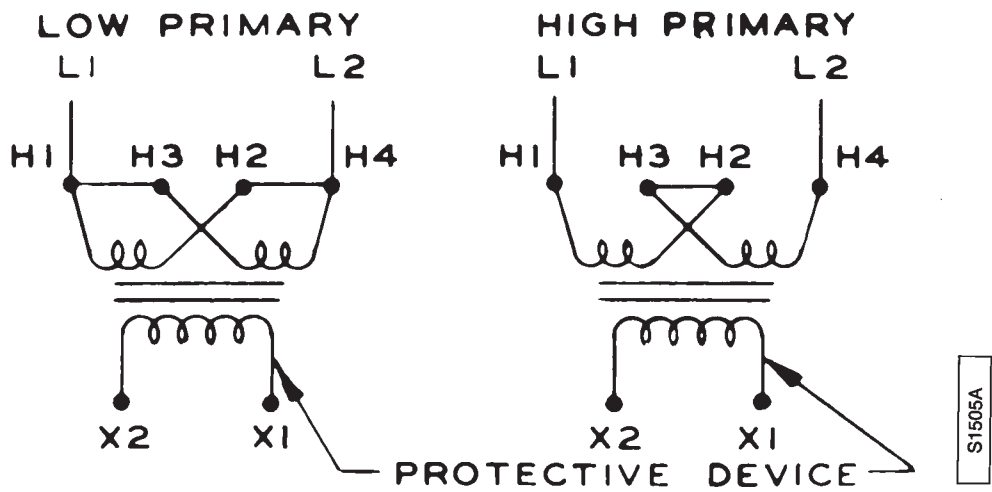 LOW PRIMARY
L1 L2
H1 H3 H2 H4
X2 X1
HIGH PRIMARY
L1 L2
H1 H3 H2 H4
X2 X1
PROTECTIVE DEVICE
S1505A